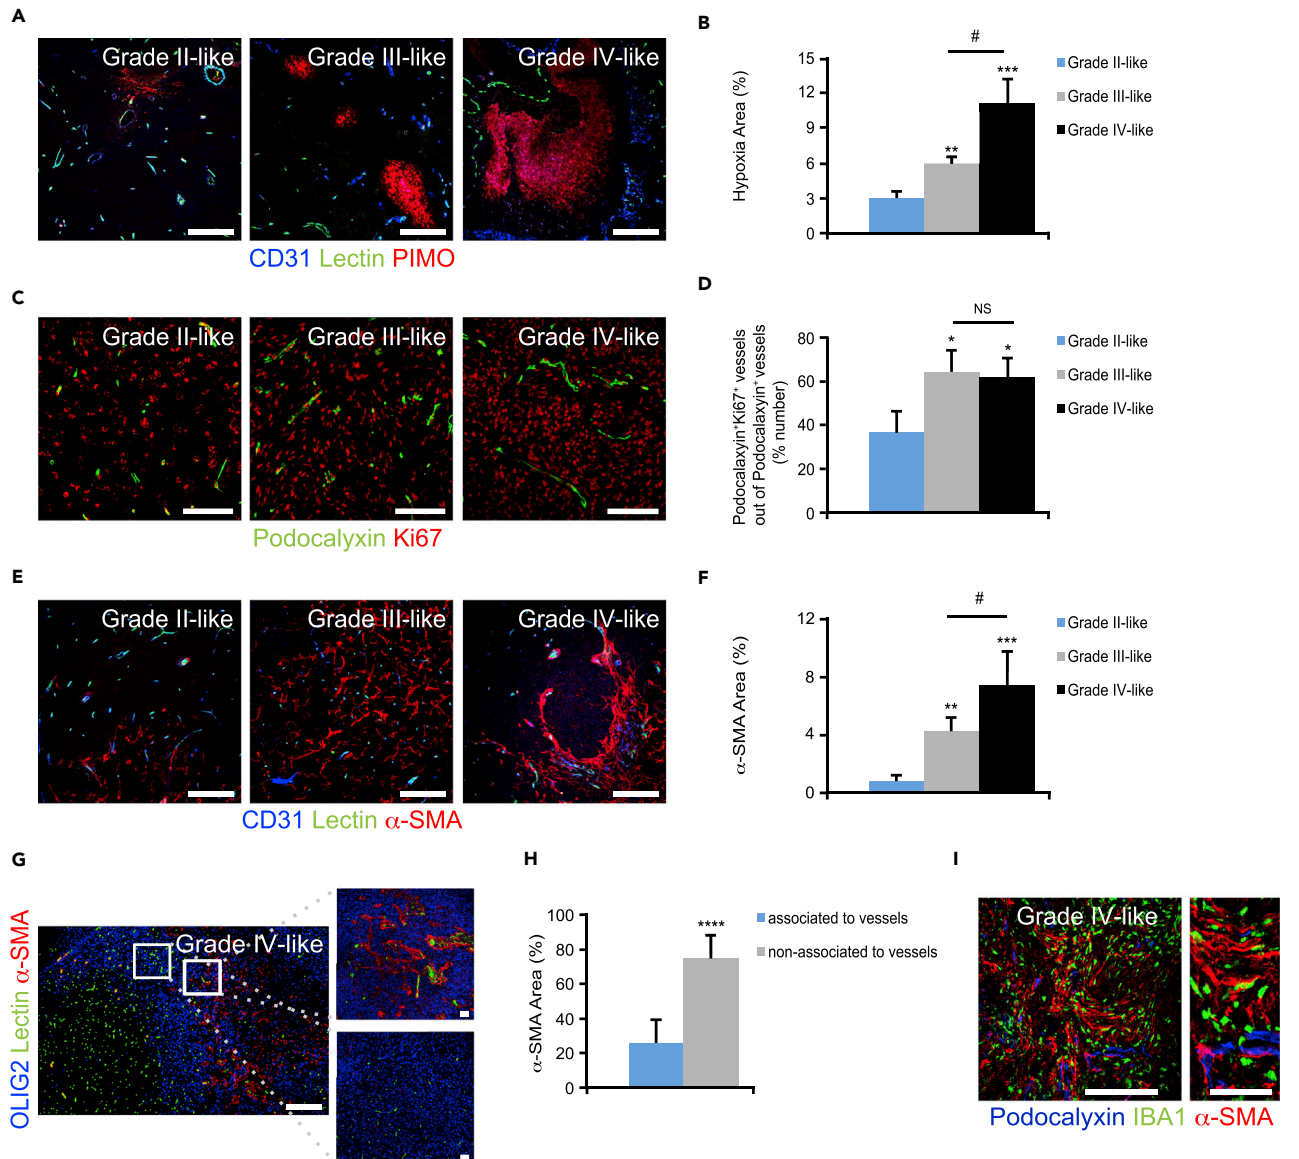 A
Grade II-like
Grade III-like
Grade IV-like
CD31 Lectin PIMO
B
Hypoxia Area (%)
15
12
9
6
3
0
#
**
***
Grade II-like
Grade III-like
Grade IV-like
C
Grade II-like
Grade III-like
Grade IV-like
Podocalyxin Ki67
D
Podocalaxyin⁺Ki67⁺ vessels
out of Podocalaxyin⁺ vessels
(% number)
80
60
40
20
0
NS
*
*
Grade II-like
Grade III-like
Grade IV-like
E
Grade II-like
Grade III-like
Grade IV-like
CD31 Lectin α-SMA
F
α-SMA Area (%)
12
8
4
0
#
**
***
Grade II-like
Grade III-like
Grade IV-like
G
OLIG2 Lectin α-SMA
Grade IV-like
H
α-SMA Area (%)
100
80
60
40
20
0
****
associated to vessels
non-associated to vessels
I
Grade IV-like
Podocalyxin IBA1 α-SMA